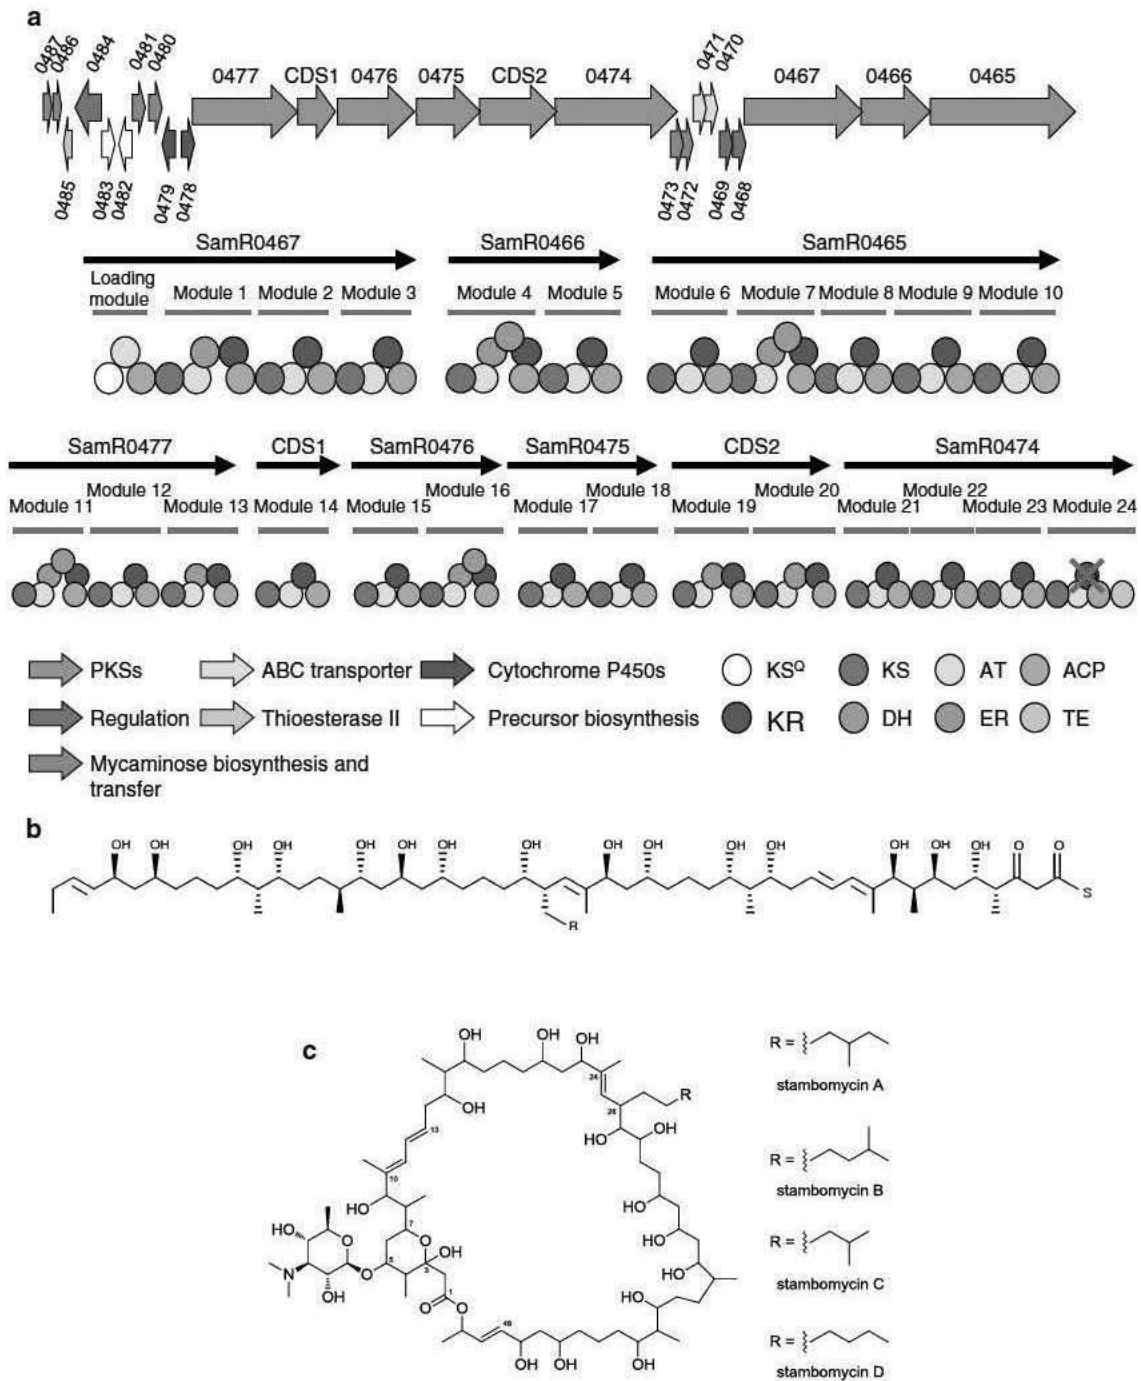 a
0487 0486 0484 0481 0480 0477 CDS1 0476 0475 CDS2 0474 0471 0470 0467 0466 0465
0485 0483 0482 0479 0478 0473 0472 0469 0468
SamR0467 SamR0466 SamR0465
Loading module Module 1 Module 2 Module 3 Module 4 Module 5 Module 6 Module 7 Module 8 Module 9 Module 10
SamR0477 CDS1 SamR0476 SamR0475 CDS2 SamR0474
Module 12 Module 16 Module 18 Module 20 Module 22
Module 11 Module 13 Module 14 Module 15 Module 17 Module 19 Module 21 Module 23 Module 24
PKSs ABC transporter Cytochrome P450s KSQ KS AT ACP
Regulation Thioesterase II Precursor biosynthesis KR DH ER TE
Mycaminose biosynthesis and
transfer
b
OH OH OH OH OH OH OH OH OH OH OH OH OH OH OH O O
S
R
c
OH OH OH
24
R
26
OH
13
HO OH
10
HO
HO
7
HO
O
O
OH
HO
5
3
N
O
O
HO
OH
1
HO
O
O
48
OH OH OH
R =
stambomycin A
R =
stambomycin B
R =
stambomycin C
R =
stambomycin D